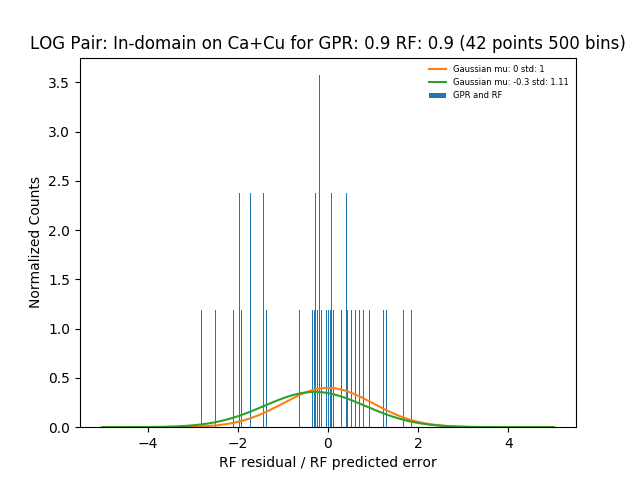 LOG Pair: In-domain on Ca+Cu for GPR: 0.9 RF: 0.9 (42 points 500 bins)
Gaussian mu: 0 std: 1
Gaussian mu: -0.3 std: 1.11
GPR and RF
Normalized Counts
3.5
3.0
2.5
2.0
1.5
1.0
0.5
0.0
−4 −2 0 2 4
RF residual / RF predicted error